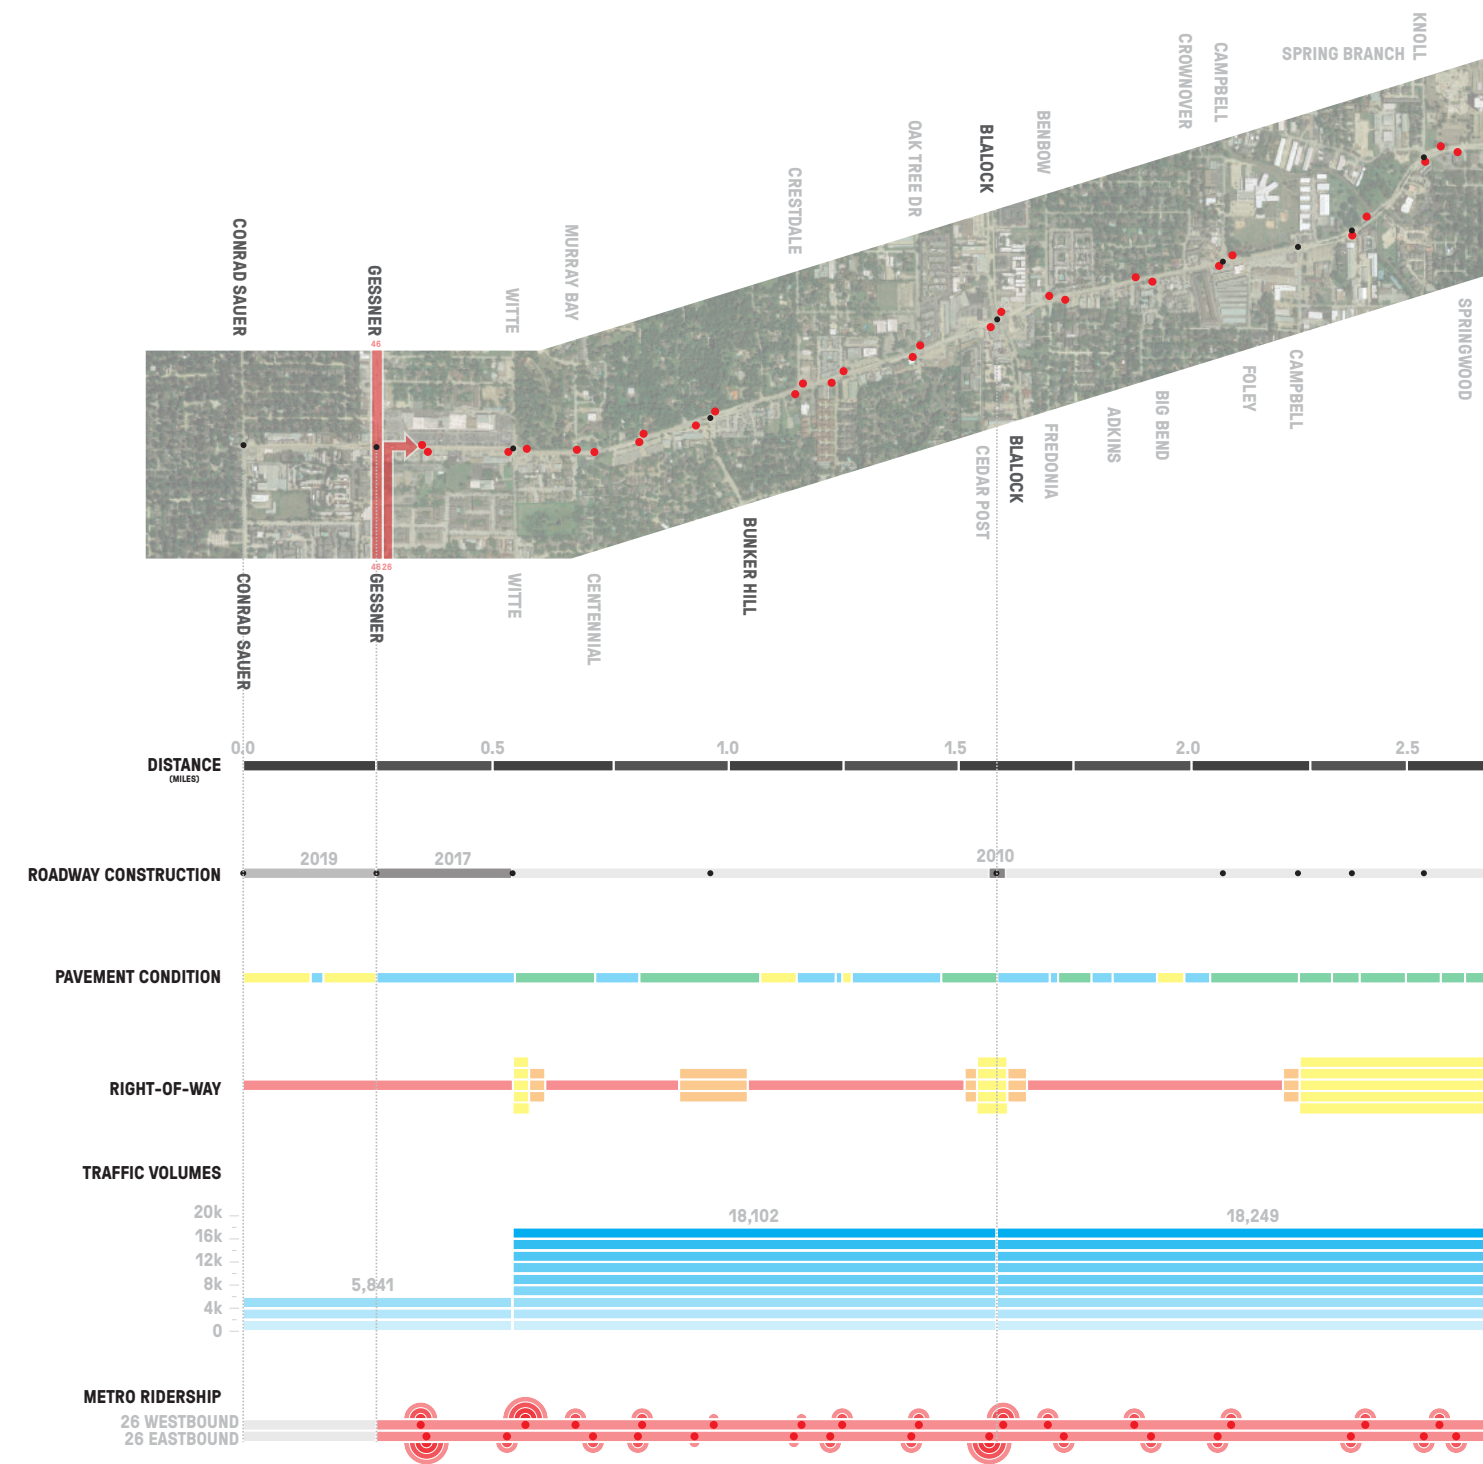 KNOLL
CROWNOVER
CAMPBELL
SPRING BRANCH
BENBOW
OAK TREE DR
BLALOCK
CRESTDALE
CONRAD SAUER
MURRAY BAY
GESSNER
WITTE
46
SPRINGWOOD
CAMPBELL
FOLEY
BIG BEND
ADKINS
FREDONIA
BLALOCK
CEDAR POST
BUNKER HILL
46 26
CONRAD SAUER
GESSNER
WITTE
CENTENNIAL
0.0 0.5 1.0 1.5 2.0 2.5
DISTANCE
(MILES)
2019 2017 2010
ROADWAY CONSTRUCTION
PAVEMENT CONDITION
RIGHT-OF-WAY
TRAFFIC VOLUMES
20k
18,102 18,249
16k
12k
8k
5,841
4k
0
METRO RIDERSHIP
26 WESTBOUND
26 EASTBOUND